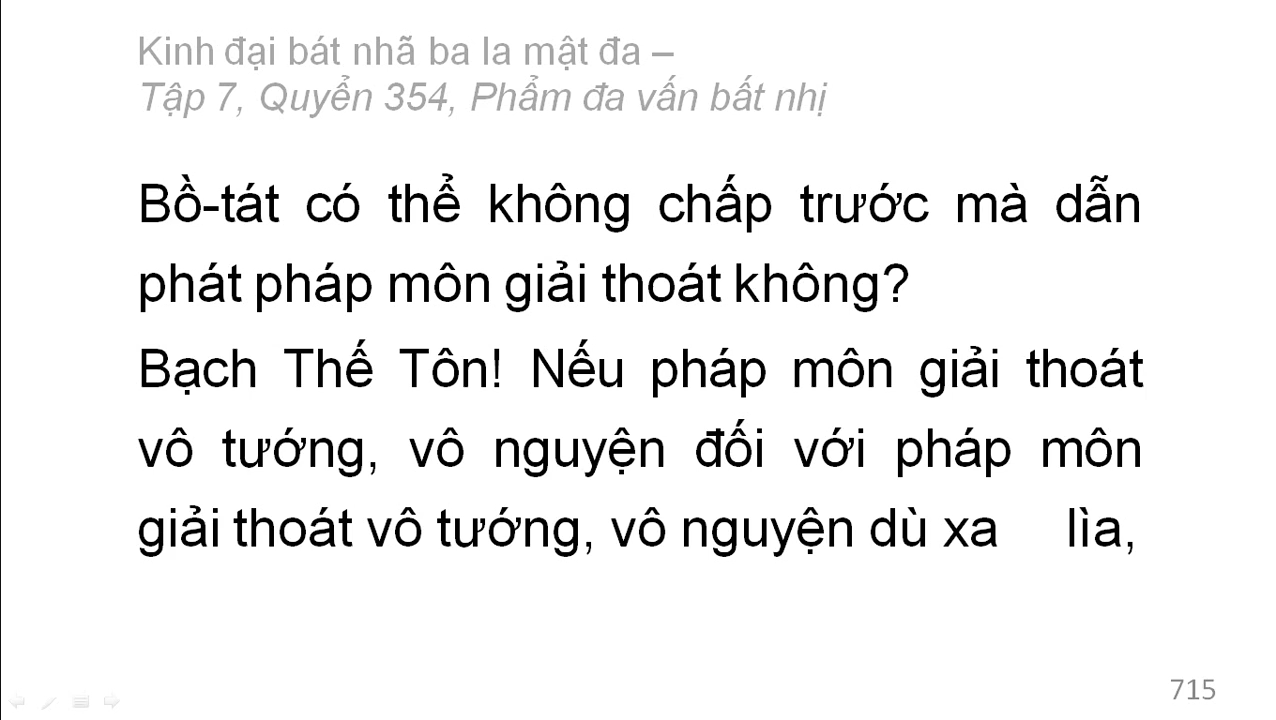 Kinh đại bát nhã ba la mật đa –
Tập 7, Quyển 354, Phẩm đa vấn bất nhị
Bồ-tát có thể không chấp trước mà dẫn
phát pháp môn giải thoát không?
Bạch Thế Tôn! Nếu pháp môn giải thoát
vô tướng, vô nguyện đối với pháp môn
giải thoát vô tướng, vô nguyện dù xa lìa,
715